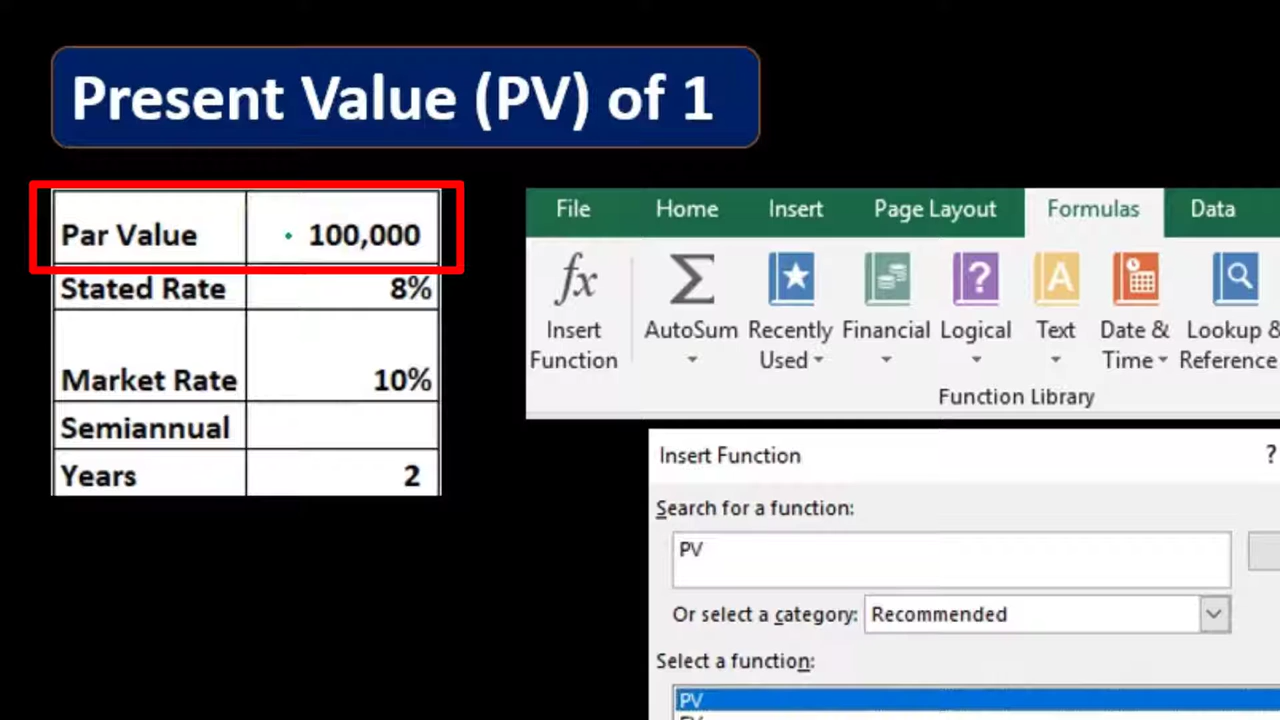 Present Value (PV) of 1
Par Value 100,000
Stated Rate 8%
Market Rate 10%
Semiannual
Years 2
File Home Insert Page Layout Formulas Data
fx
Insert Function
AutoSum
Recently Used
Financial
Logical
A
Text
Date & Time
?
Lookup & Reference
Function Library
Insert Function ?
Search for a function:
PV
Or select a category: Recommended
Select a function:
PV